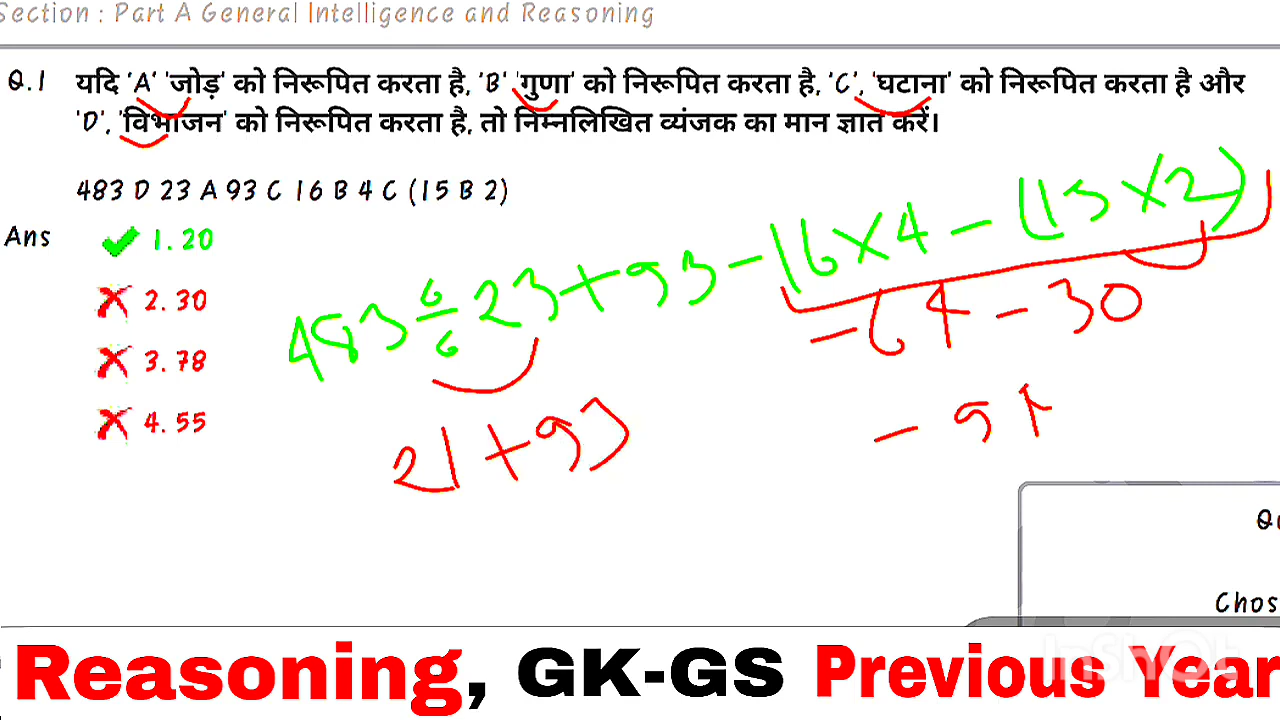 Section : Part A General Intelligence and Reasoning
Q.1 यदि 'A' 'जोड़' को निरूपित करता है, 'B' 'गुणा' को निरूपित करता है, 'C', 'घटाना' को निरूपित करता है और
'D', 'विभाजन' को निरूपित करता है, तो निम्नलिखित व्यंजक का मान ज्ञात करें।
483 D 23 A 93 C 16 B 4 C (15 B 2)
Ans 1. 20
2. 30
3. 78
4. 55
483 ÷ 23 + 93 - 16 × 4 - (15 × 2)
- 64 - 30
21 + 93
- 94
Qu
Chos
InShOt
Reasoning, GK-GS Previous Year